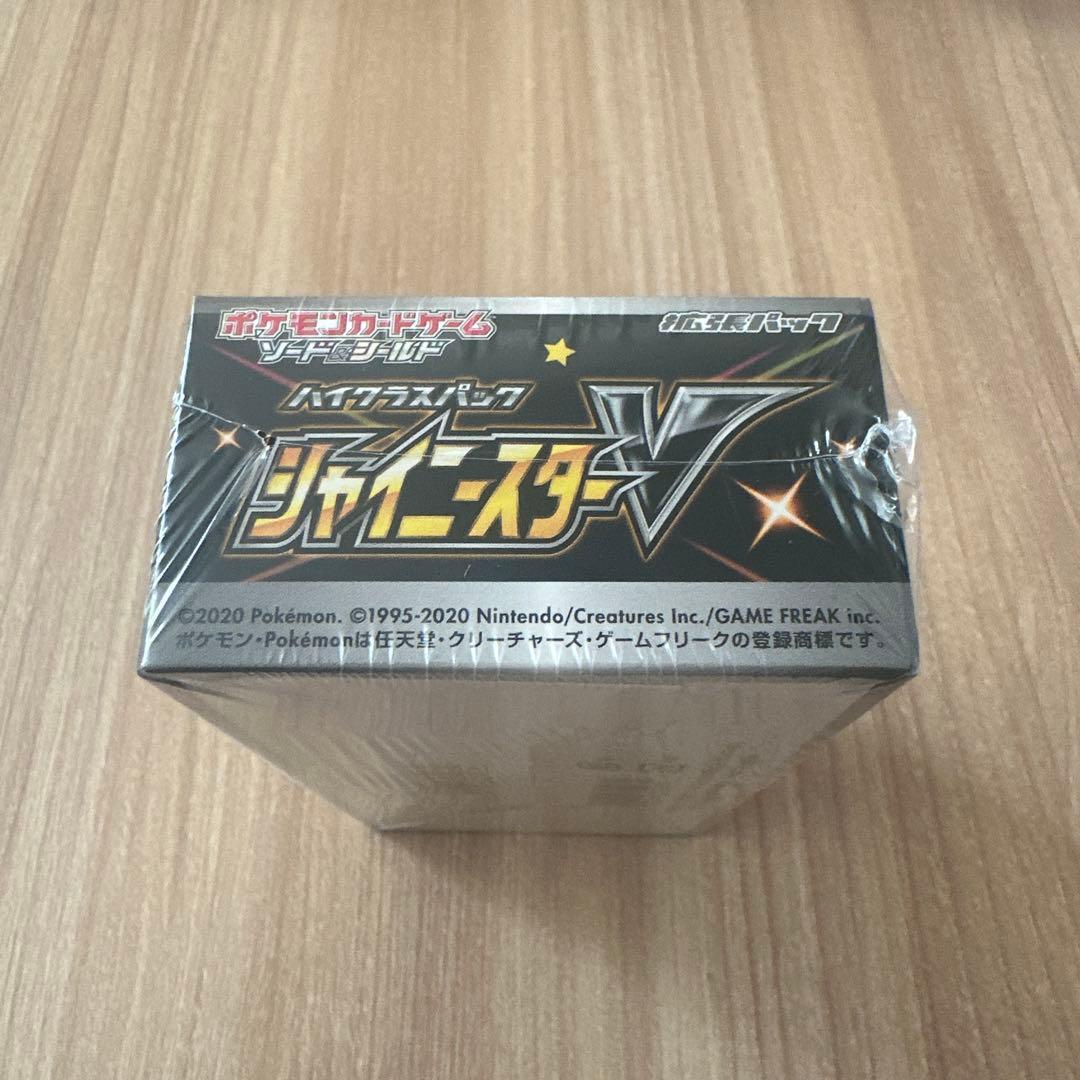 ポケモンカードゲーム
ソード&シールド
拡張パック
ハイクラスパック
シャイニースターV
©2020 Pokémon. ©1995-2020 Nintendo/Creatures Inc./GAME FREAK inc.
ポケモン・Pokémonは任天堂・クリーチャーズ・ゲームフリークの登録商標です。